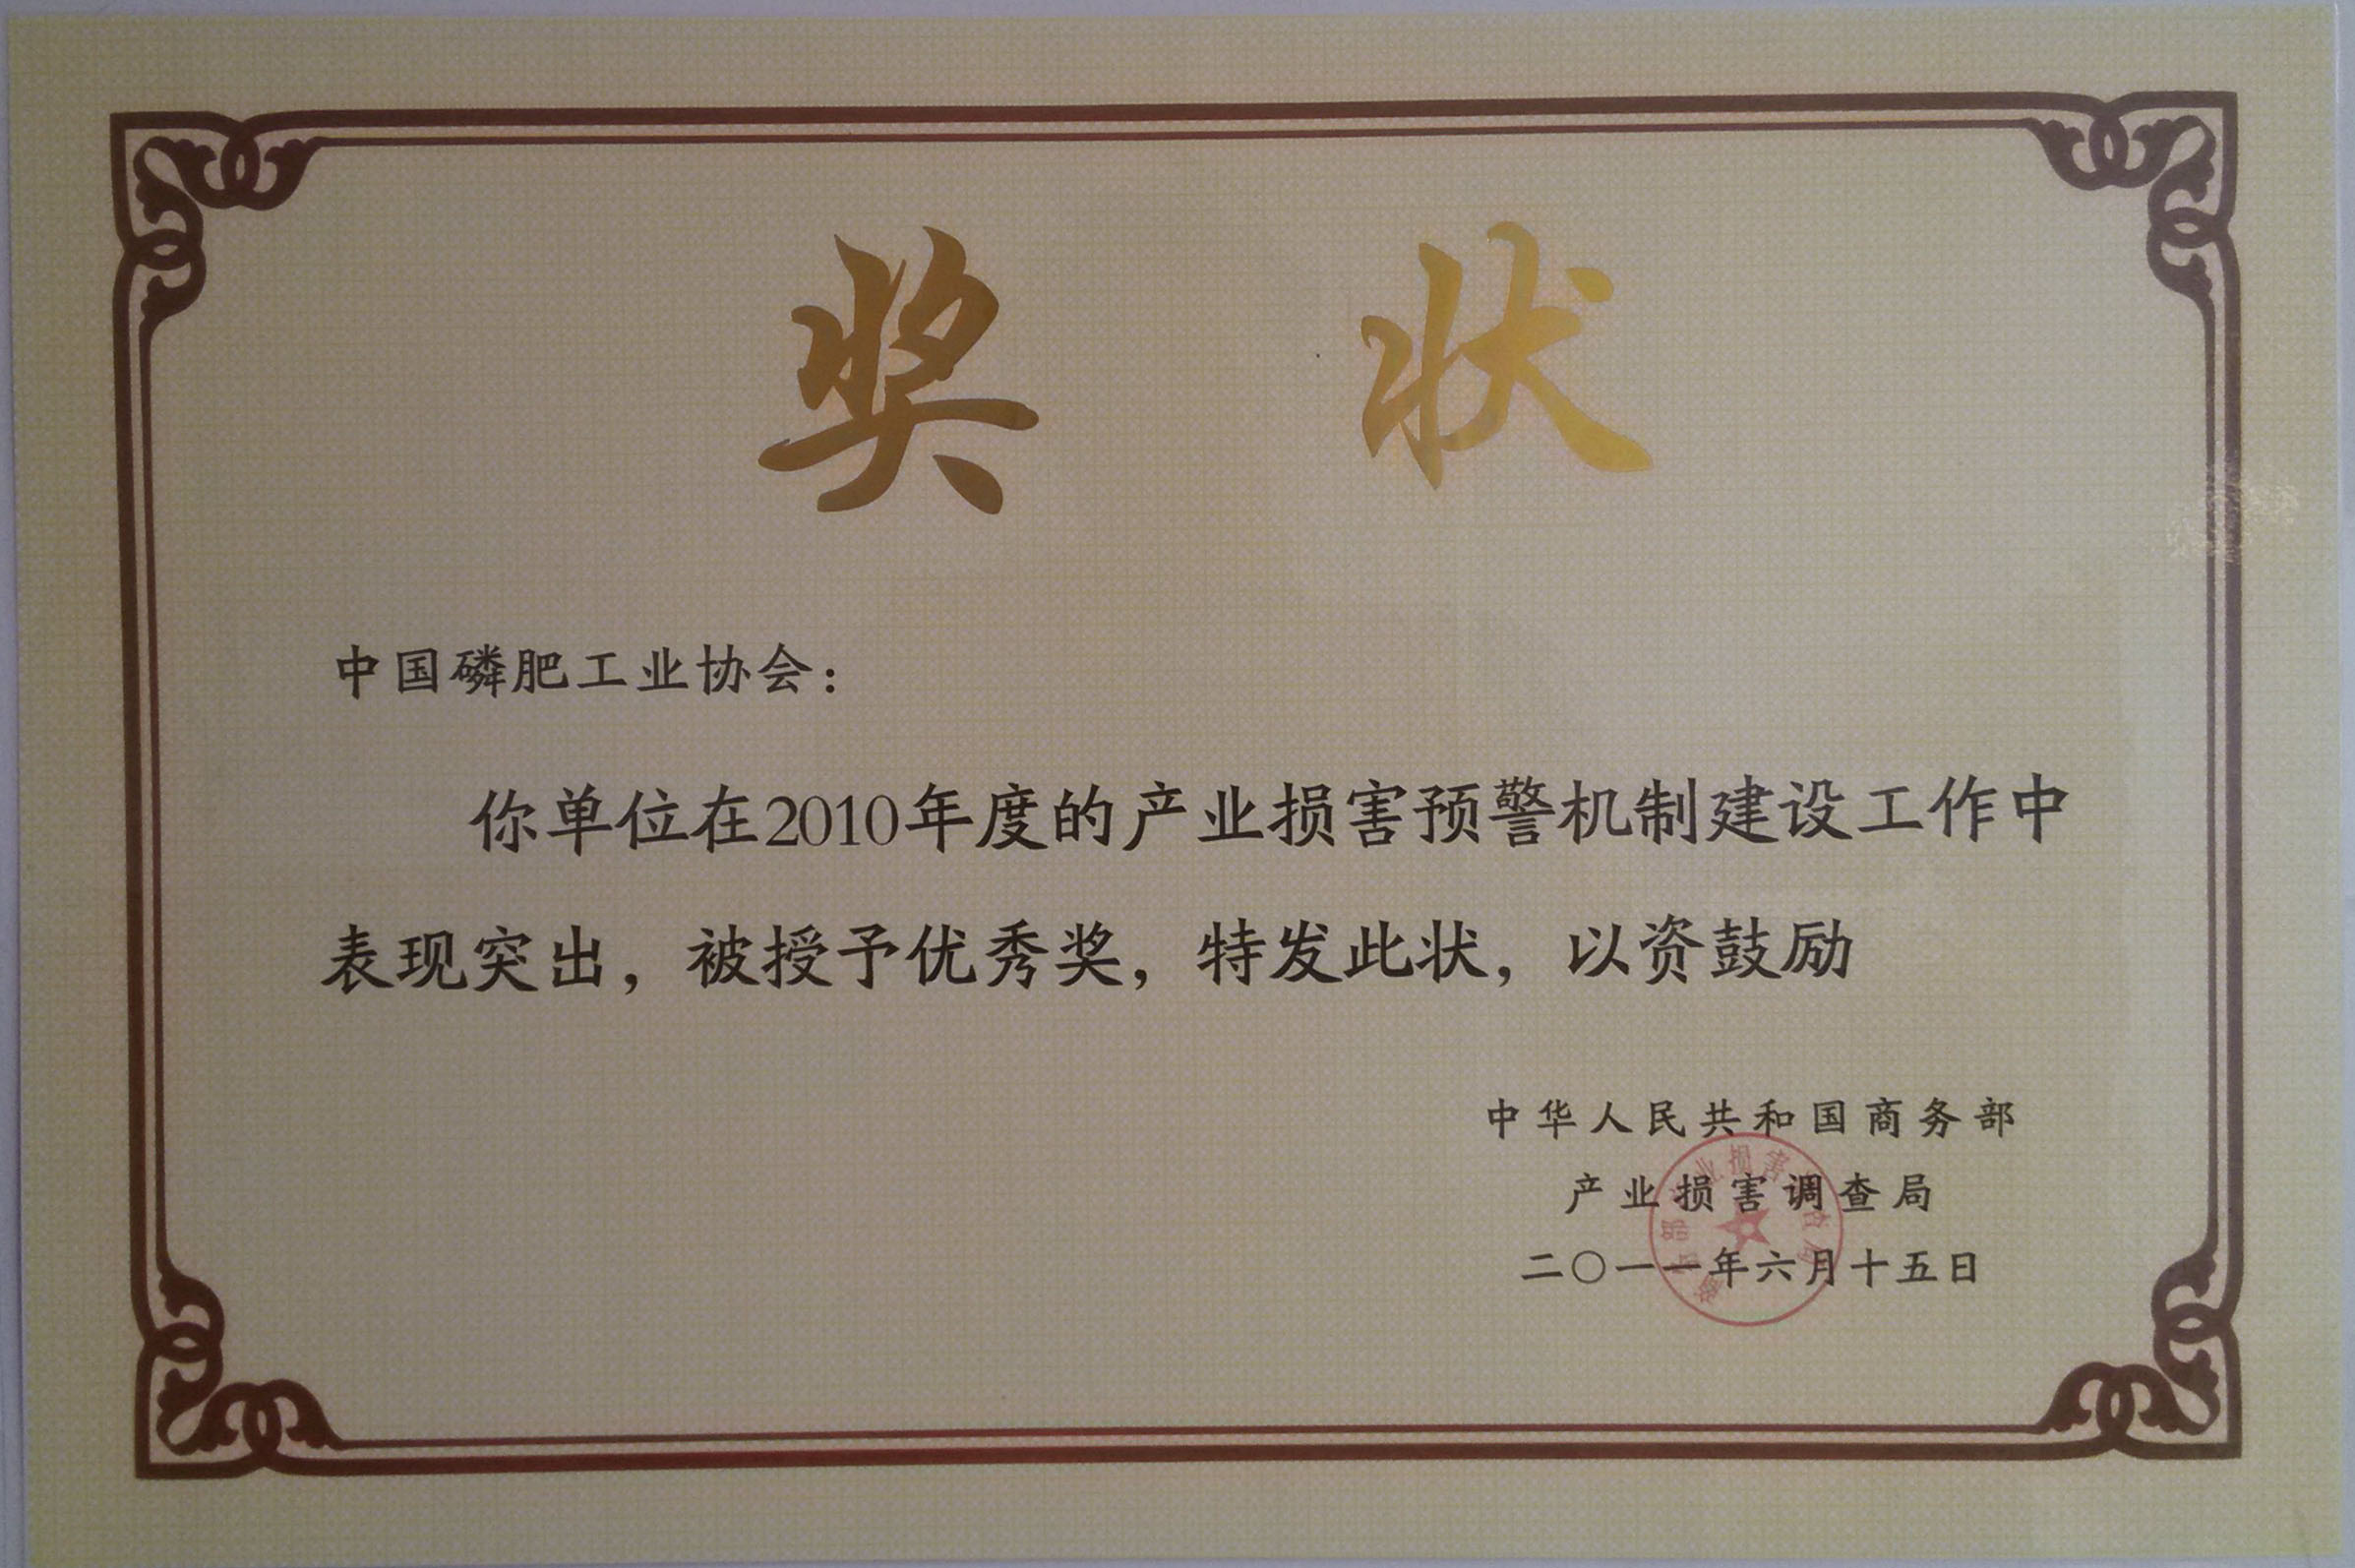 奖状
中国磷肥工业协会：
你单位在2010年度的产业损害预警机制建设工作中
表现突出，被授予优秀奖，特发此状，以资鼓励
中华人民共和国商务部
产业损害调查局
二〇一一年六月十五日